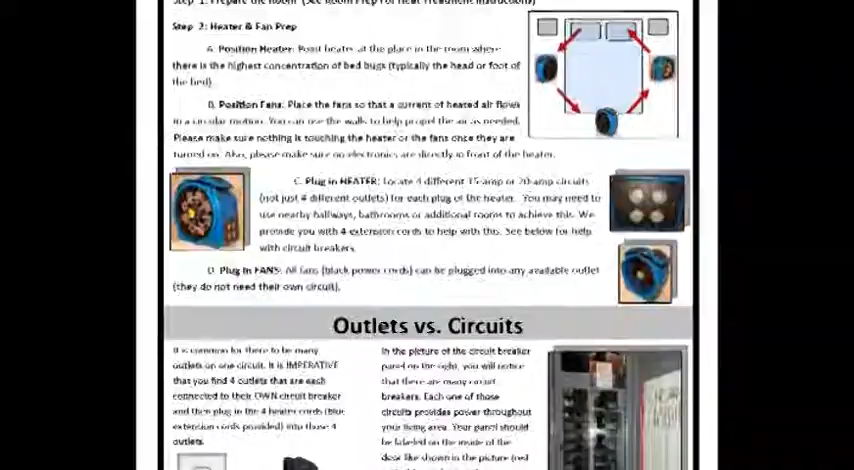 Step 1: Prepare the Room (See Room Prep For Heat Treatment Instructions)
Step 2: Heater & Fan Prep
A. Position Heater: Point heater at the place in the room where
there is the highest concentration of bed bugs (typically the head or foot of
the bed)
B. Position Fans: Place the fans so that a current of heated air flows
in a circular motion. You can use the walls to help propel the air as needed.
Please make sure nothing is touching the heater or the fans once they are
turned on. Also, please make sure no electronics are directly in front of the heater.
C. Plug in HEATER: Locate 4 different 15-amp or 20-amp circuits
(not just 4 different outlets) for each plug of the heater. You may need to
use nearby hallways, bathrooms or additional rooms to achieve this. We
provide you with 4 extension cords to help with this. See below for help
with circuit breakers.
D. Plug in FANS: All fans (black power cords) can be plugged into any available outlet
(they do not need their own circuit).
Outlets vs. Circuits
It is common for there to be many
outlets on one circuit. It is IMPERATIVE
that you find 4 outlets that are each
connected to their OWN circuit breaker
and then plug in the 4 heater cords (blue
extension cords provided) into those 4
outlets.
In the picture of the circuit breaker
panel on the right, you will notice
that there are many circuit
breakers. Each one of those
circuits provides power throughout
your living area. Your panel should
be labeled on the inside of the
door like shown in the picture (red